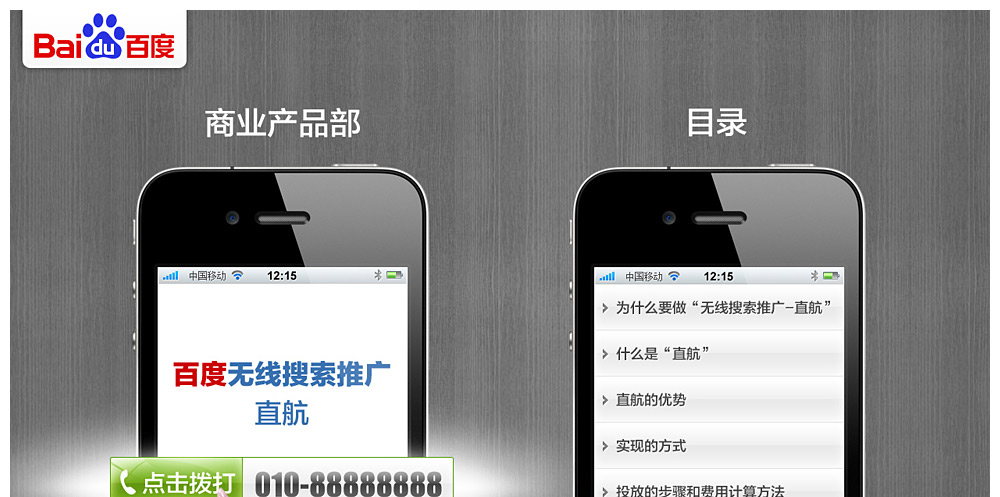 Baidu百度
商业产品部
目录
中国移动 12:15
百度无线搜索推广
直航
点击拨打 010-88888888
中国移动 12:15
为什么要做“无线搜索推广-直航”
什么是“直航”
直航的优势
实现的方式
投放的步骤和费用计算方法